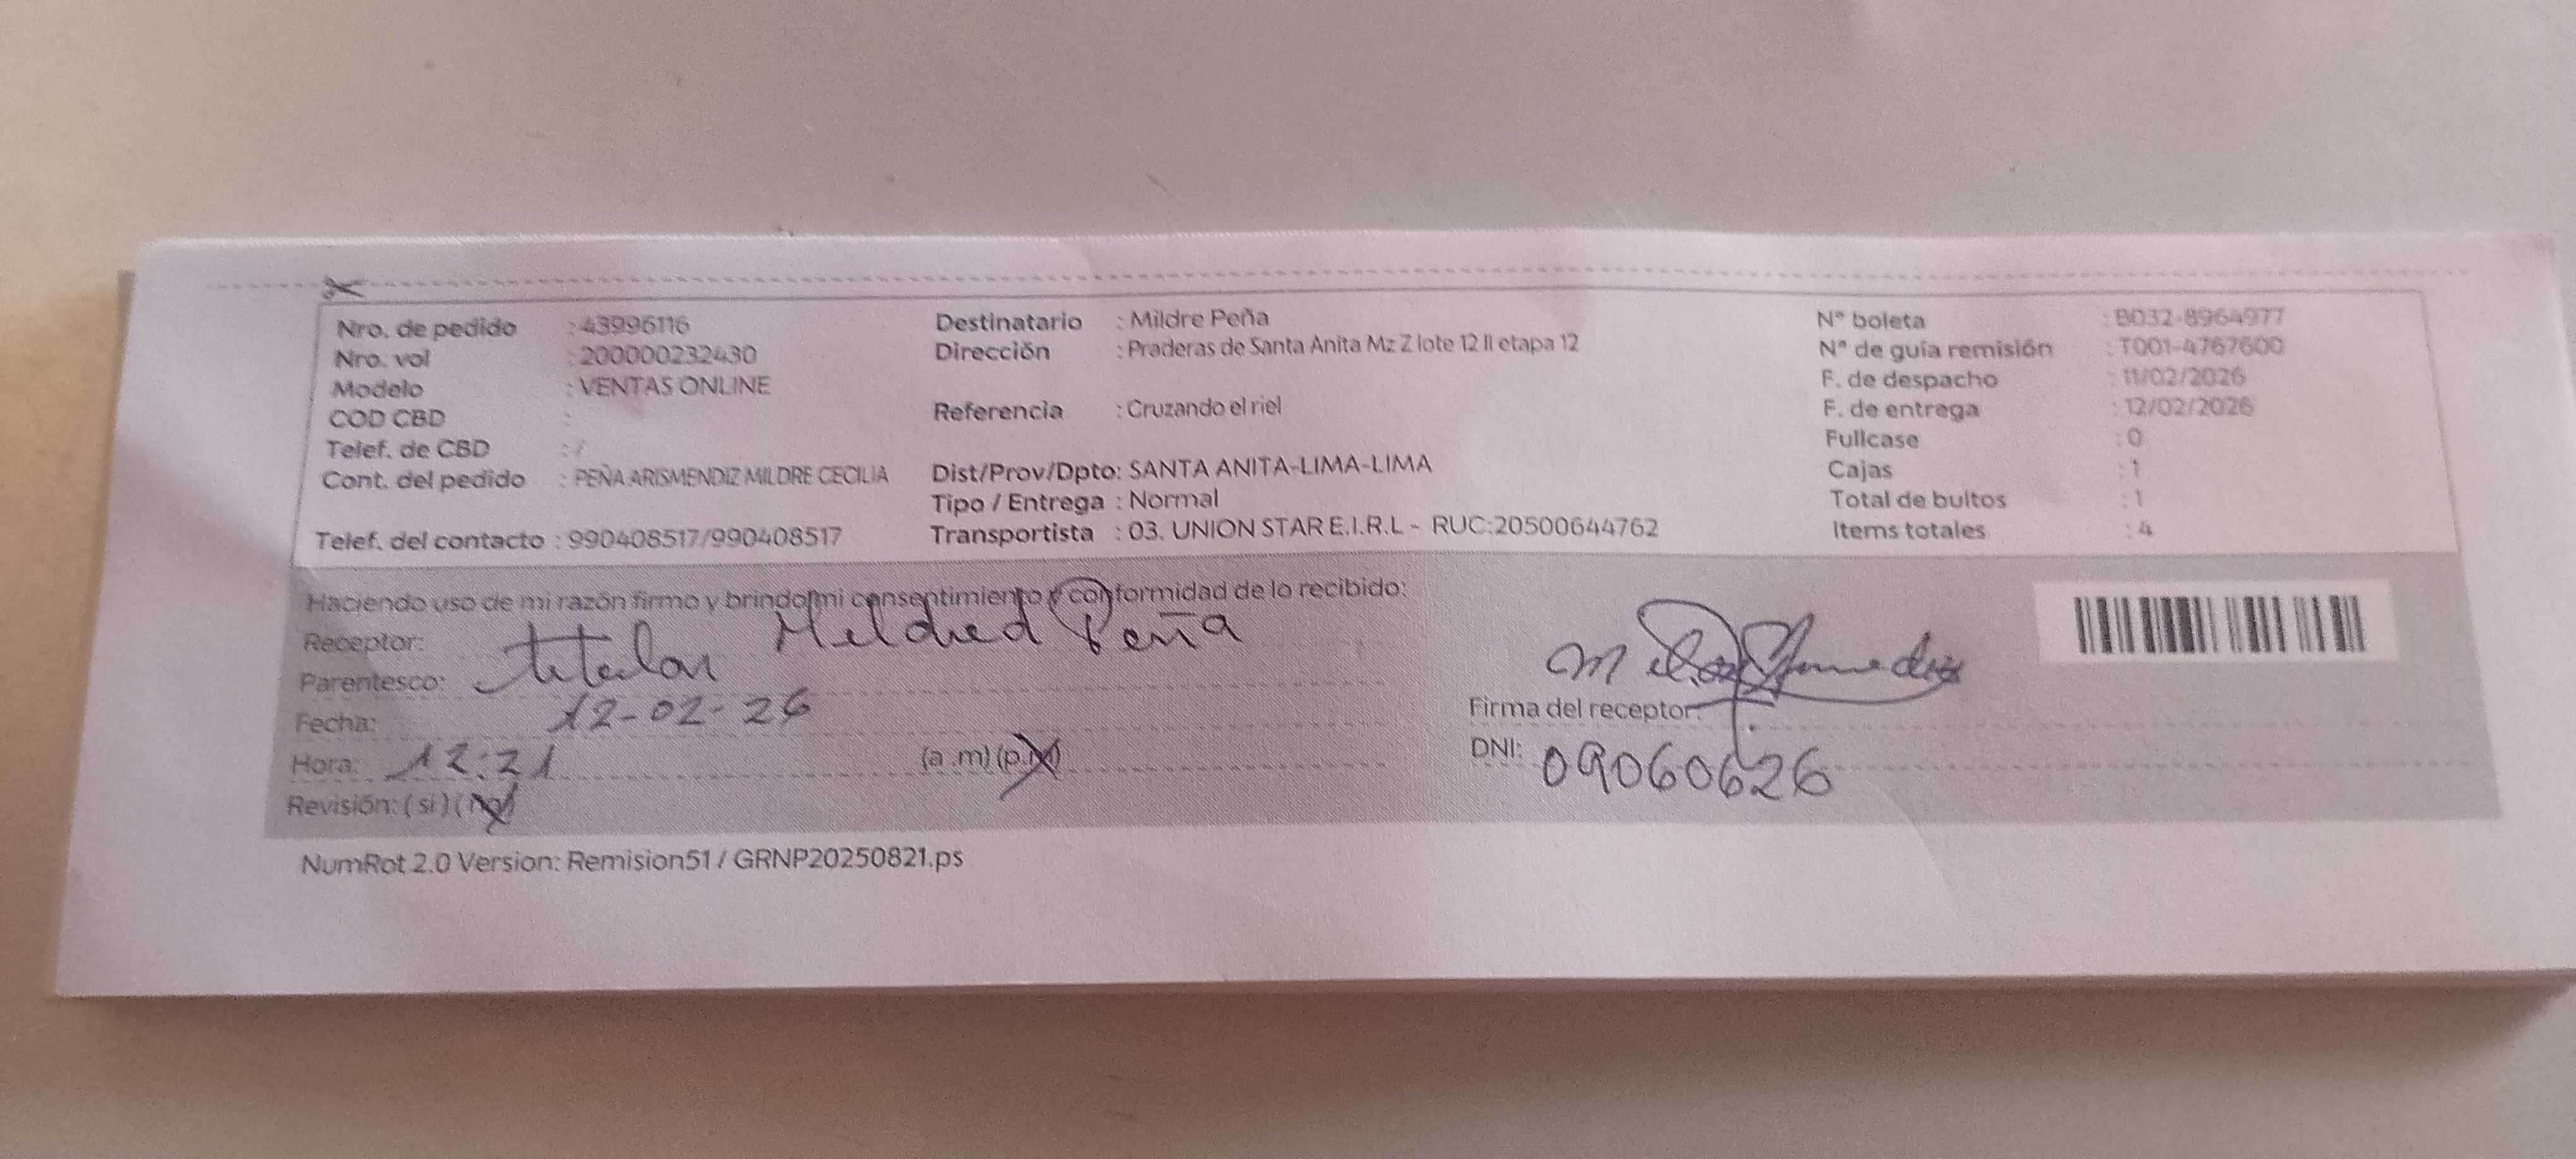 Nro. de pedido : 43996116
Nro. vol : 200000232430
Modelo : VENTAS ONLINE
COD CBD :
Telef. de CBD : /
Cont. del pedido : PEÑA ARISMENDIZ MILDRE CECILIA
Telef. del contacto : 990408517/990408517
Destinatario : Mildre Peña
Dirección : Praderas de Santa Anita Mz Z lote 12 II etapa 12
Referencia : Cruzando el riel
Dist/Prov/Dpto: SANTA ANITA-LIMA-LIMA
Tipo / Entrega : Normal
Transportista : 03. UNION STAR E.I.R.L - RUC:20500644762
N° boleta : B032-8964977
N° de guía remisión : T001-4767600
F. de despacho : 11/02/2026
F. de entrega : 12/02/2026
Fullcase : 0
Cajas : 1
Total de bultos : 1
Items totales : 4
Haciendo uso de mi razón firmo y brindo mi consentimiento y conformidad de lo recibido:
Receptor: Mildred Peña
Parentesco: titular
Fecha: 12-02-26
Hora: 12:21 (a .m) (p.m)
Revisión: ( si ) ( no)
Firma del receptor:
DNI: 09060626
NumRot 2.0 Version: Remision51 / GRNP20250821.ps